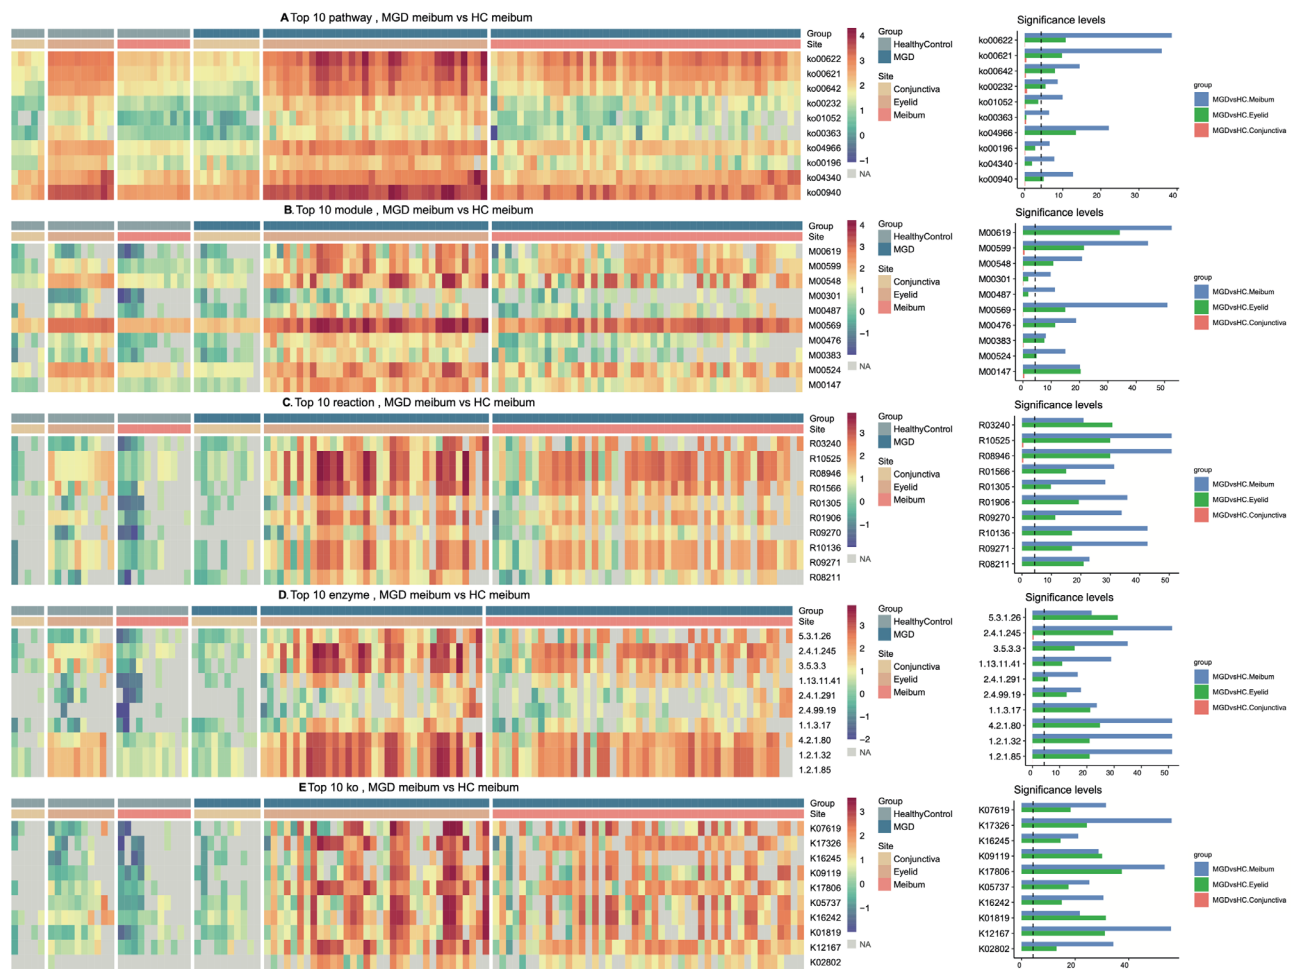 A.Top 10 pathway , MGD meibum vs HC meibum
Group
Site
ko00622
ko00621
ko00642
ko00232
ko01052
ko00363
ko04966
ko00196
ko04340
ko00940
4
3
2
1
0
−1
NA
Group
HealthyControl
MGD
Site
Conjunctiva
Eyelid
Meibum
Significance levels
ko00622
ko00621
ko00642
ko00232
ko01052
ko00363
ko04966
ko00196
ko04340
ko00940
0 10 20 30 40
group
MGDvsHC.Meibum
MGDvsHC.Eyelid
MGDvsHC.Conjunctiva
B. Top 10 module , MGD meibum vs HC meibum
Group
Site
M00619
M00599
M00548
M00301
M00487
M00569
M00476
M00383
M00524
M00147
4
3
2
1
0
−1
NA
Group
HealthyControl
MGD
Site
Conjunctiva
Eyelid
Meibum
Significance levels
M00619
M00599
M00548
M00301
M00487
M00569
M00476
M00383
M00524
M00147
0 10 20 30 40 50
group
MGDvsHC.Meibum
MGDvsHC.Eyelid
MGDvsHC.Conjunctiva
C. Top 10 reaction , MGD meibum vs HC meibum
Group
Site
R03240
R10525
R08946
R01566
R01305
R01906
R09270
R10136
R09271
R08211
3
2
1
0
−1
NA
Group
HealthyControl
MGD
Site
Conjunctiva
Eyelid
Meibum
Significance levels
R03240
R10525
R08946
R01566
R01305
R01906
R09270
R10136
R09271
R08211
0 10 20 30 40 50
group
MGDvsHC.Meibum
MGDvsHC.Eyelid
MGDvsHC.Conjunctiva
D. Top 10 enzyme , MGD meibum vs HC meibum
Group
Site
5.3.1.26
2.4.1.245
3.5.3.3
1.13.11.41
2.4.1.291
2.4.99.19
1.1.3.17
4.2.1.80
1.2.1.32
1.2.1.85
3
2
1
0
−1
−2
NA
Group
HealthyControl
MGD
Site
Conjunctiva
Eyelid
Meibum
Significance levels
5.3.1.26
2.4.1.245
3.5.3.3
1.13.11.41
2.4.1.291
2.4.99.19
1.1.3.17
4.2.1.80
1.2.1.32
1.2.1.85
0 10 20 30 40 50
group
MGDvsHC.Meibum
MGDvsHC.Eyelid
MGDvsHC.Conjunctiva
E Top 10 ko , MGD meibum vs HC meibum
Group
Site
K07619
K17326
K16245
K09119
K17806
K05737
K16242
K01819
K12167
K02802
3
2
1
0
−1
NA
Group
HealthyControl
MGD
Site
Conjunctiva
Eyelid
Meibum
Significance levels
K07619
K17326
K16245
K09119
K17806
K05737
K16242
K01819
K12167
K02802
0 20 40
group
MGDvsHC.Meibum
MGDvsHC.Eyelid
MGDvsHC.Conjunctiva